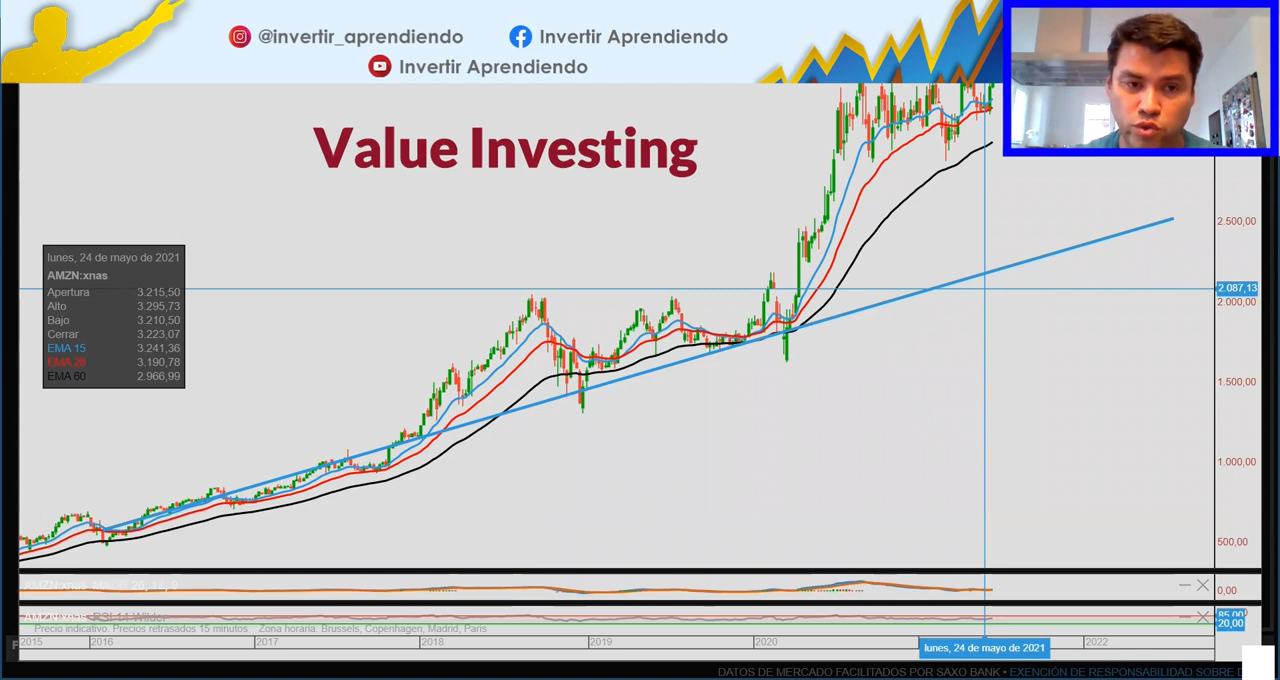 @invertir_aprendiendo
Invertir Aprendiendo
Invertir Aprendiendo
Value Investing
lunes, 24 de mayo de 2021
AMZN:xnas
Apertura 3.215,50
Alto 3.295,73
Bajo 3.210,50
Cerrar 3.223,07
EMA 15 3.241,36
EMA 28 3.190,78
EMA 60 2.966,99
2.500,00
2.087,13
2.000,00
1.500,00
1.000,00
500,00
0,00
AMZN:xnas RSI 14 Wilder
85,00
20,00
Precio indicativo. Precios retrasados 15 minutos Zona horaria: Brussels, Copenhagen, Madrid, Paris
2015 2016 2017 2018 2019 2020 lunes, 24 de mayo de 2021 2022
DATOS DE MERCADO FACILITADOS POR SAXO BANK • EXENCIÓN DE RESPONSABILIDAD SOBRE